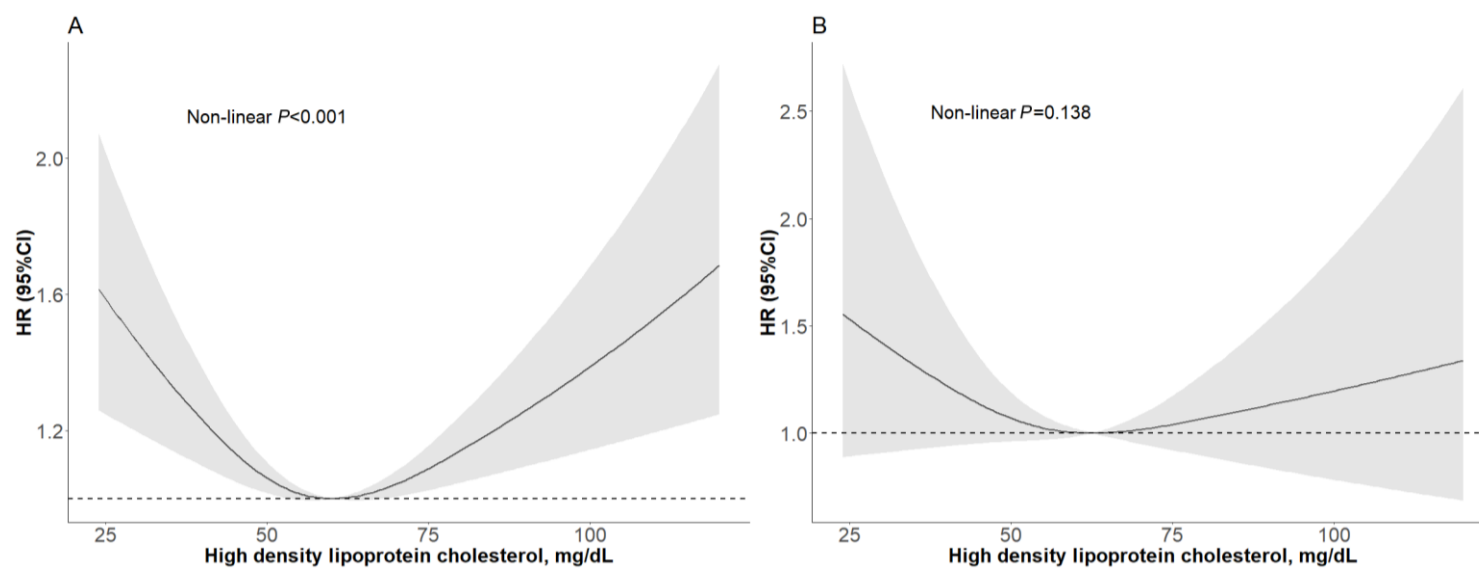 A
Non-linear P<0.001
2.0
1.6
1.2
HR (95%CI)
25 50 75 100
High density lipoprotein cholesterol, mg/dL
B
Non-linear P=0.138
2.5
2.0
1.5
1.0
HR (95%CI)
25 50 75 100
High density lipoprotein cholesterol, mg/dL